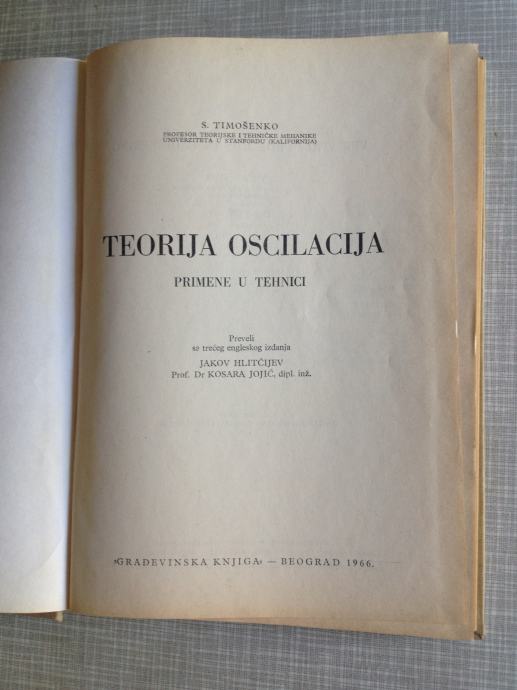 S. TIMOŠENKO
PROFESOR TEORIJSKE I TEHNIČKE MEHANIKE
UNIVERZITETA U STANFORDU (KALIFORNIJA)
TEORIJA OSCILACIJA
PRIMENE U TEHNICI
Preveli
sa trećeg engleskog izdanja
JAKOV HLITČIJEV
Prof. Dr KOSARA JOJIĆ, dipl. inž.
»GRAĐEVINSKA KNJIGA« — BEOGRAD 1966.